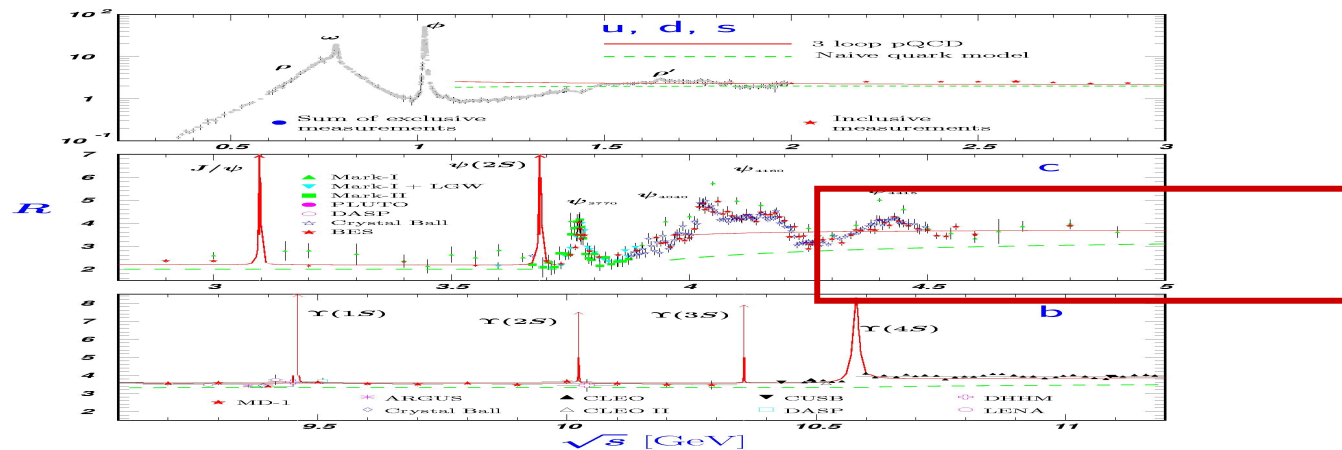 10²
10
1
10⁻¹
ω
ϕ
ρ
ρ′
u, d, s
3 loop pQCD
Naive quark model
Sum of exclusive measurements
Inclusive measurements
0.5 1 1.5 2 2.5 3
7
6
5
4
3
2
J/ψ
ψ(2S)
c
Mark-I
Mark-I + LGW
Mark-II
PLUTO
DASP
Crystal Ball
BES
ψ₃₇₇₀
ψ₄₀₄₀
ψ₄₁₆₀
R
3 3.5 4 4.5 5
8
7
6
5
4
3
2
ϒ(1S)
ϒ(2S)
ϒ(3S)
ϒ(4S)
b
MD-1 ARGUS CLEO CUSB DHHM
Crystal Ball CLEO II DASP LENA
9.5 10 10.5 11
√s [GeV]